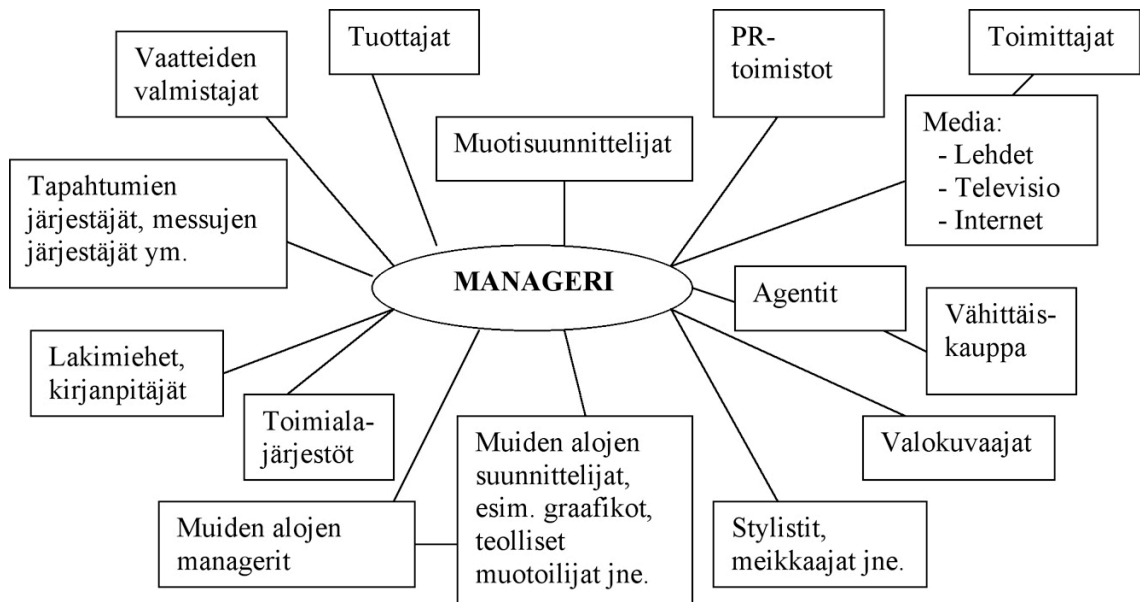 Tuottajat
PR-
toimistot
Toimittajat
Vaatteiden
valmistajat
Media:
- Lehdet
- Televisio
- Internet
Muotisuunnittelijat
Tapahtumien
järjestäjät, messujen
järjestäjät ym.
MANAGERI
Agentit
Vähittäis-
kauppa
Lakimiehet,
kirjanpitäjät
Toimiala-
järjestöt
Muiden alojen
suunnittelijat,
esim. graafikot,
teolliset
muotoilijat jne.
Valokuvaajat
Muiden alojen
managerit
Stylistit,
meikkaajat jne.